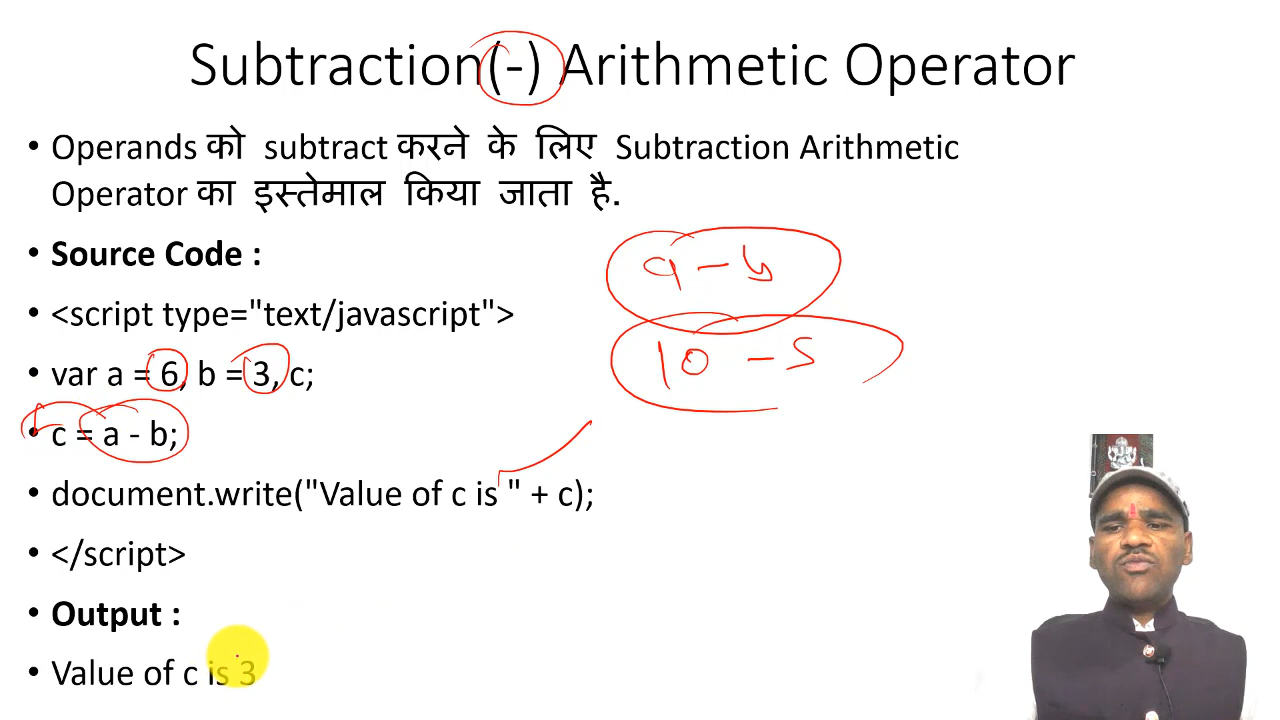 Subtraction(-) Arithmetic Operator
• Operands को subtract करने के लिए Subtraction Arithmetic
Operator का इस्तेमाल किया जाता है.
• Source Code :
• <script type="text/javascript">
• var a = 6, b = 3, c;
• c = a - b;
• document.write("Value of c is " + c);
• </script>
• Output :
• Value of c is 3
a - b
10 - 5